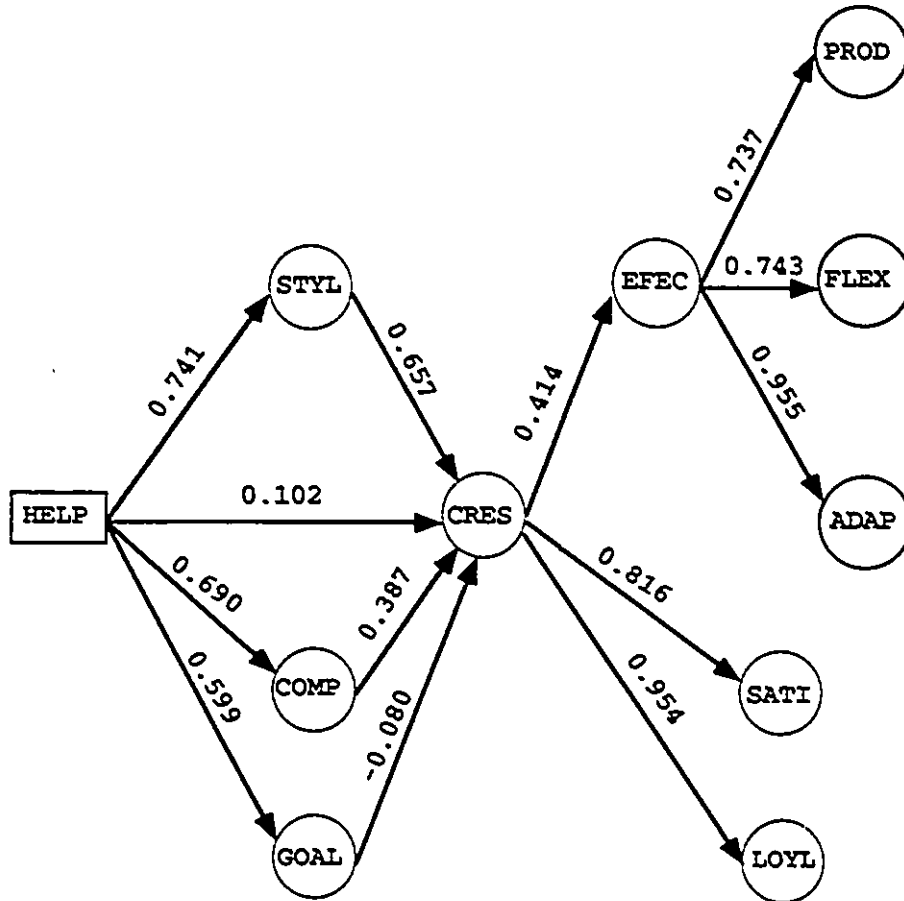 PROD
0.737
STYL
EFEC
0.743
FLEX
0.741
0.657
0.414
0.955
HELP
0.102
CRES
ADAP
0.690
0.387
0.816
0.599
COMP
-0.080
0.954
SATI
GOAL
LOYL